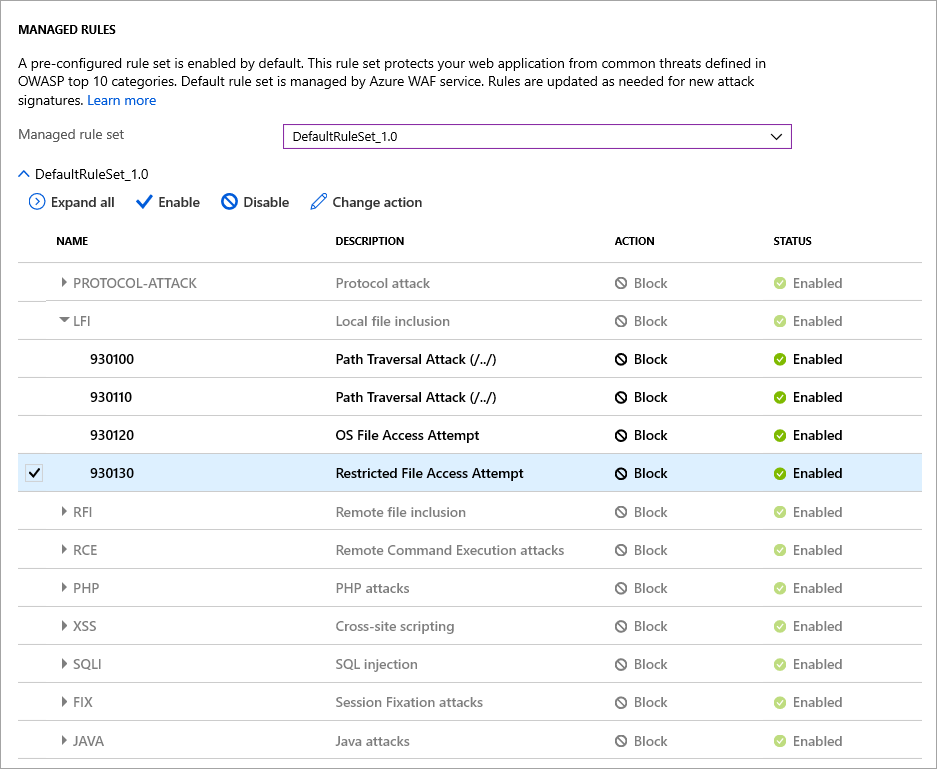 MANAGED RULES
A pre-configured rule set is enabled by default. This rule set protects your web application from common threats defined in
OWASP top 10 categories. Default rule set is managed by Azure WAF service. Rules are updated as needed for new attack
signatures. Learn more
Managed rule set DefaultRuleSet_1.0
DefaultRuleSet_1.0
Expand all Enable Disable Change action
NAME DESCRIPTION ACTION STATUS
PROTOCOL-ATTACK Protocol attack Block Enabled
LFI Local file inclusion Block Enabled
930100 Path Traversal Attack (/../) Block Enabled
930110 Path Traversal Attack (/../) Block Enabled
930120 OS File Access Attempt Block Enabled
930130 Restricted File Access Attempt Block Enabled
RFI Remote file inclusion Block Enabled
RCE Remote Command Execution attacks Block Enabled
PHP PHP attacks Block Enabled
XSS Cross-site scripting Block Enabled
SQLI SQL injection Block Enabled
FIX Session Fixation attacks Block Enabled
JAVA Java attacks Block Enabled